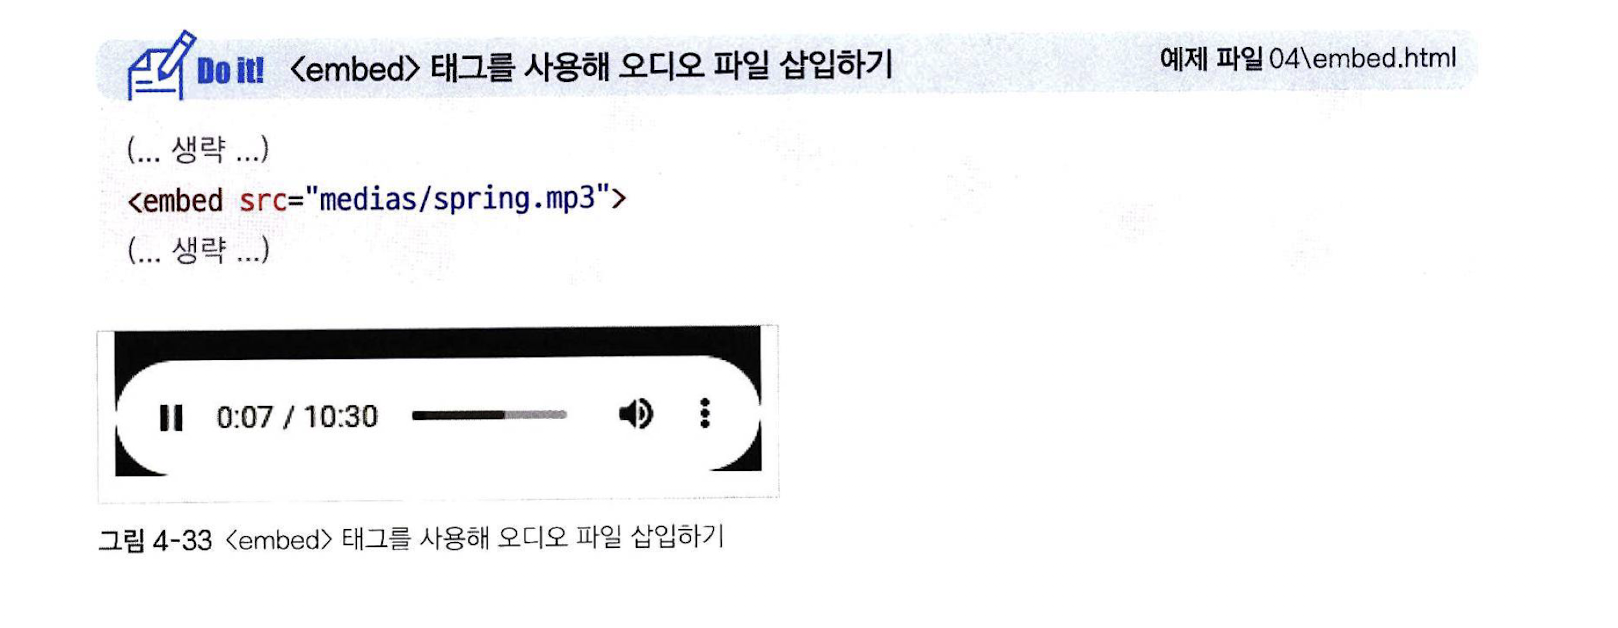 Do it! <embed> 태그를 사용해 오디오 파일 삽입하기 예제 파일 04\embed.html
(... 생략 ...)
<embed src="medias/spring.mp3">
(... 생략 ...)
0:07 / 10:30
그림 4-33 <embed> 태그를 사용해 오디오 파일 삽입하기